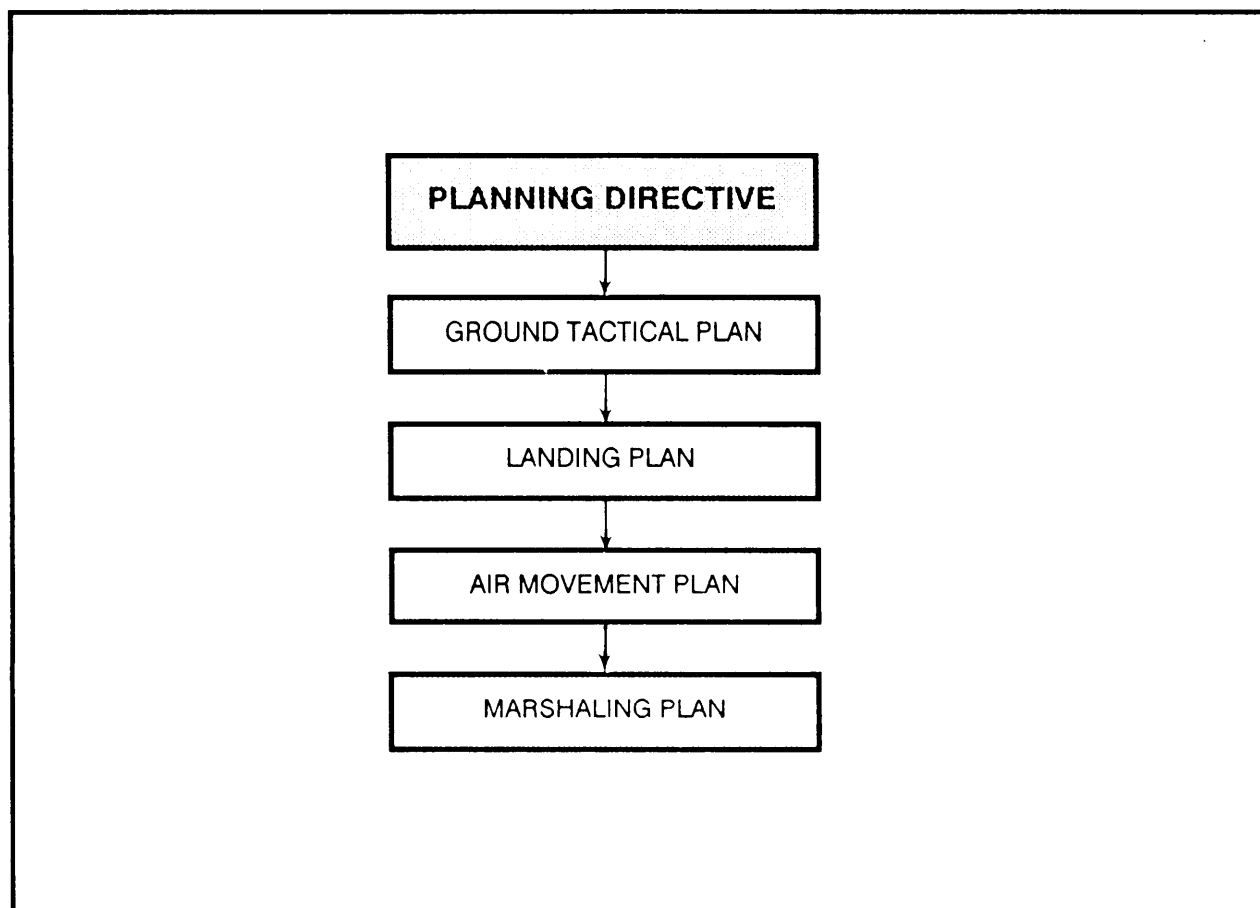 PLANNING DIRECTIVE
GROUND TACTICAL PLAN
LANDING PLAN
AIR MOVEMENT PLAN
MARSHALING PLAN